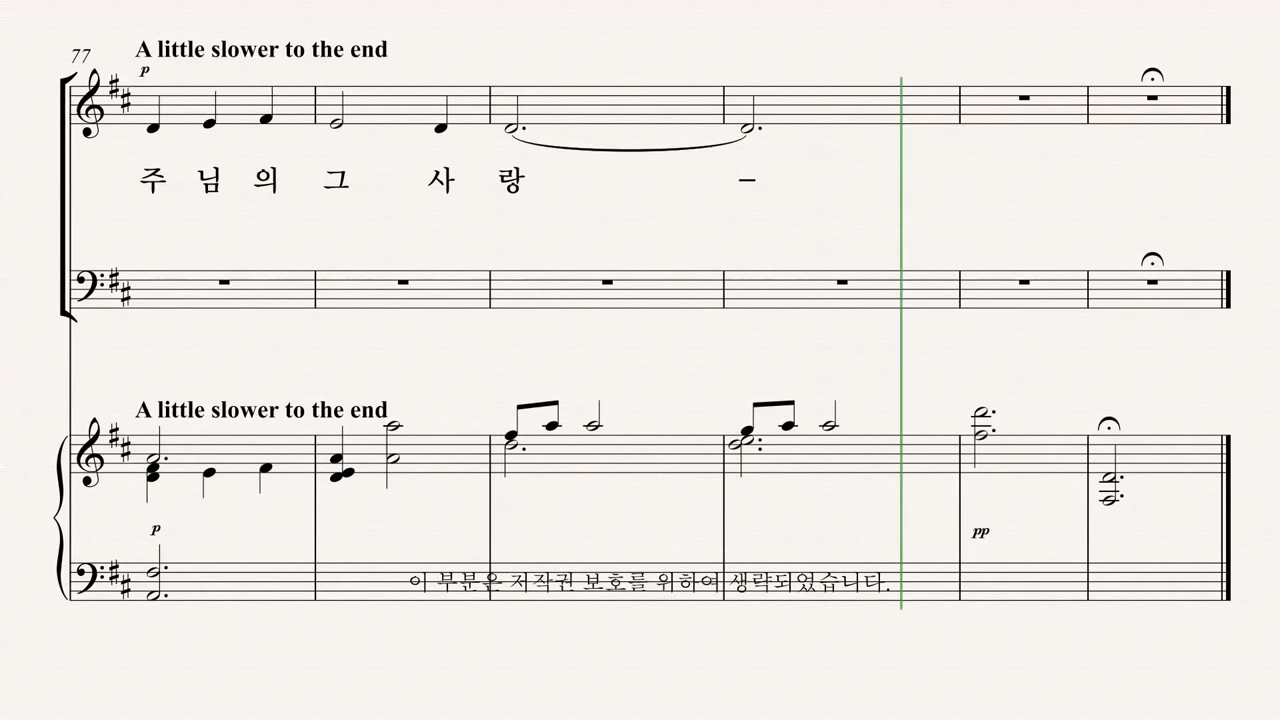 77
A little slower to the end
p
주 님 의 그 사 랑 –
A little slower to the end
p
pp
이 부분은 저작권 보호를 위하여 생략되었습니다.